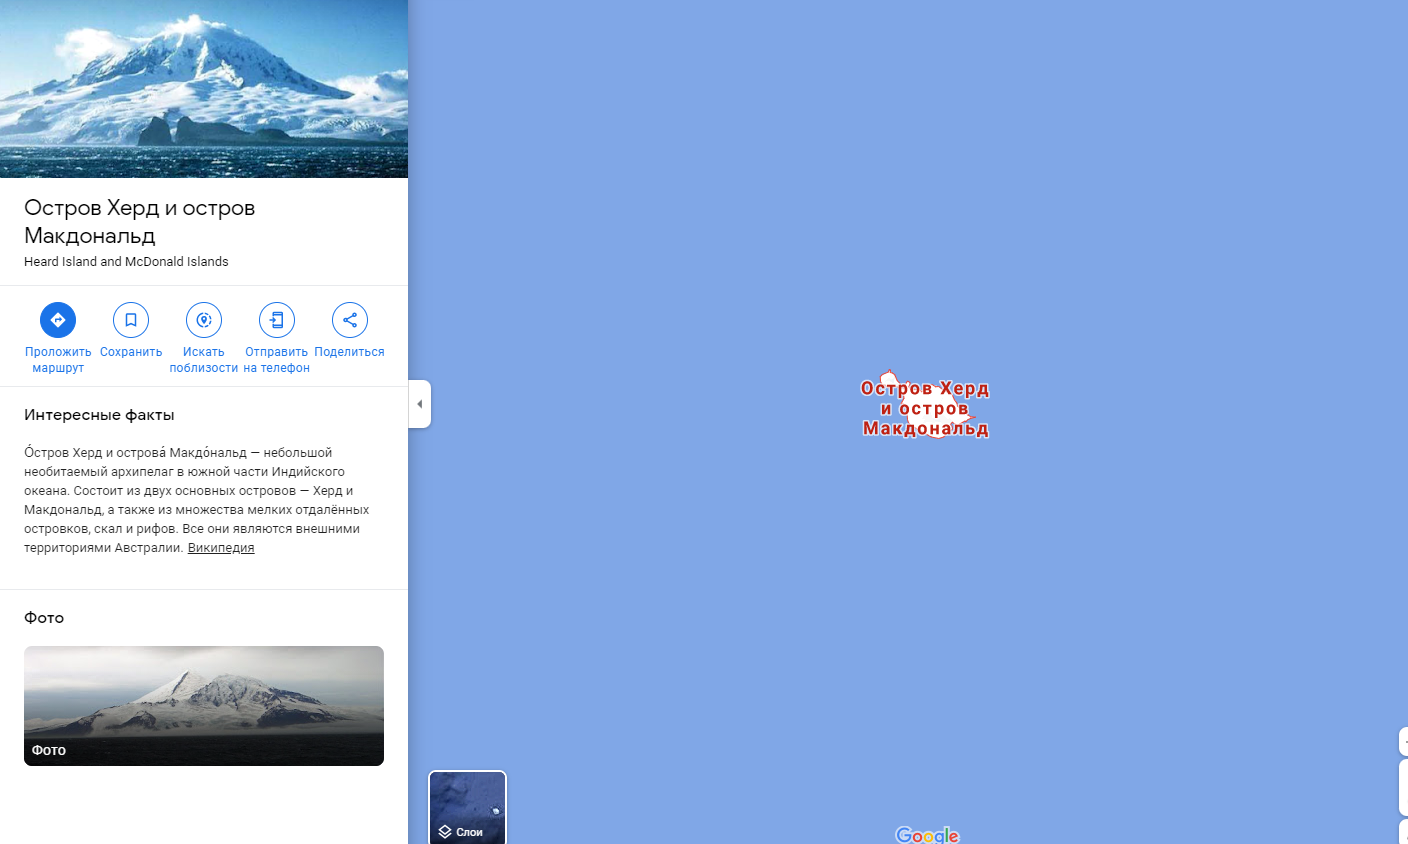 Остров Херд и остров
Макдональд
Heard Island and McDonald Islands
Проложить
маршрут
Сохранить
Искать
поблизости
Отправить
на телефон
Поделиться
Интересные факты
О́стров Херд и острова́ Макдо́нальд — небольшой
необитаемый архипелаг в южной части Индийского
океана. Состоит из двух основных островов — Херд и
Макдональд, а также из множества мелких отдалённых
островков, скал и рифов. Все они являются внешними
территориями Австралии. Википедия
Фото
Фото
Остров Херд
и остров
Макдональд
Слои
Google